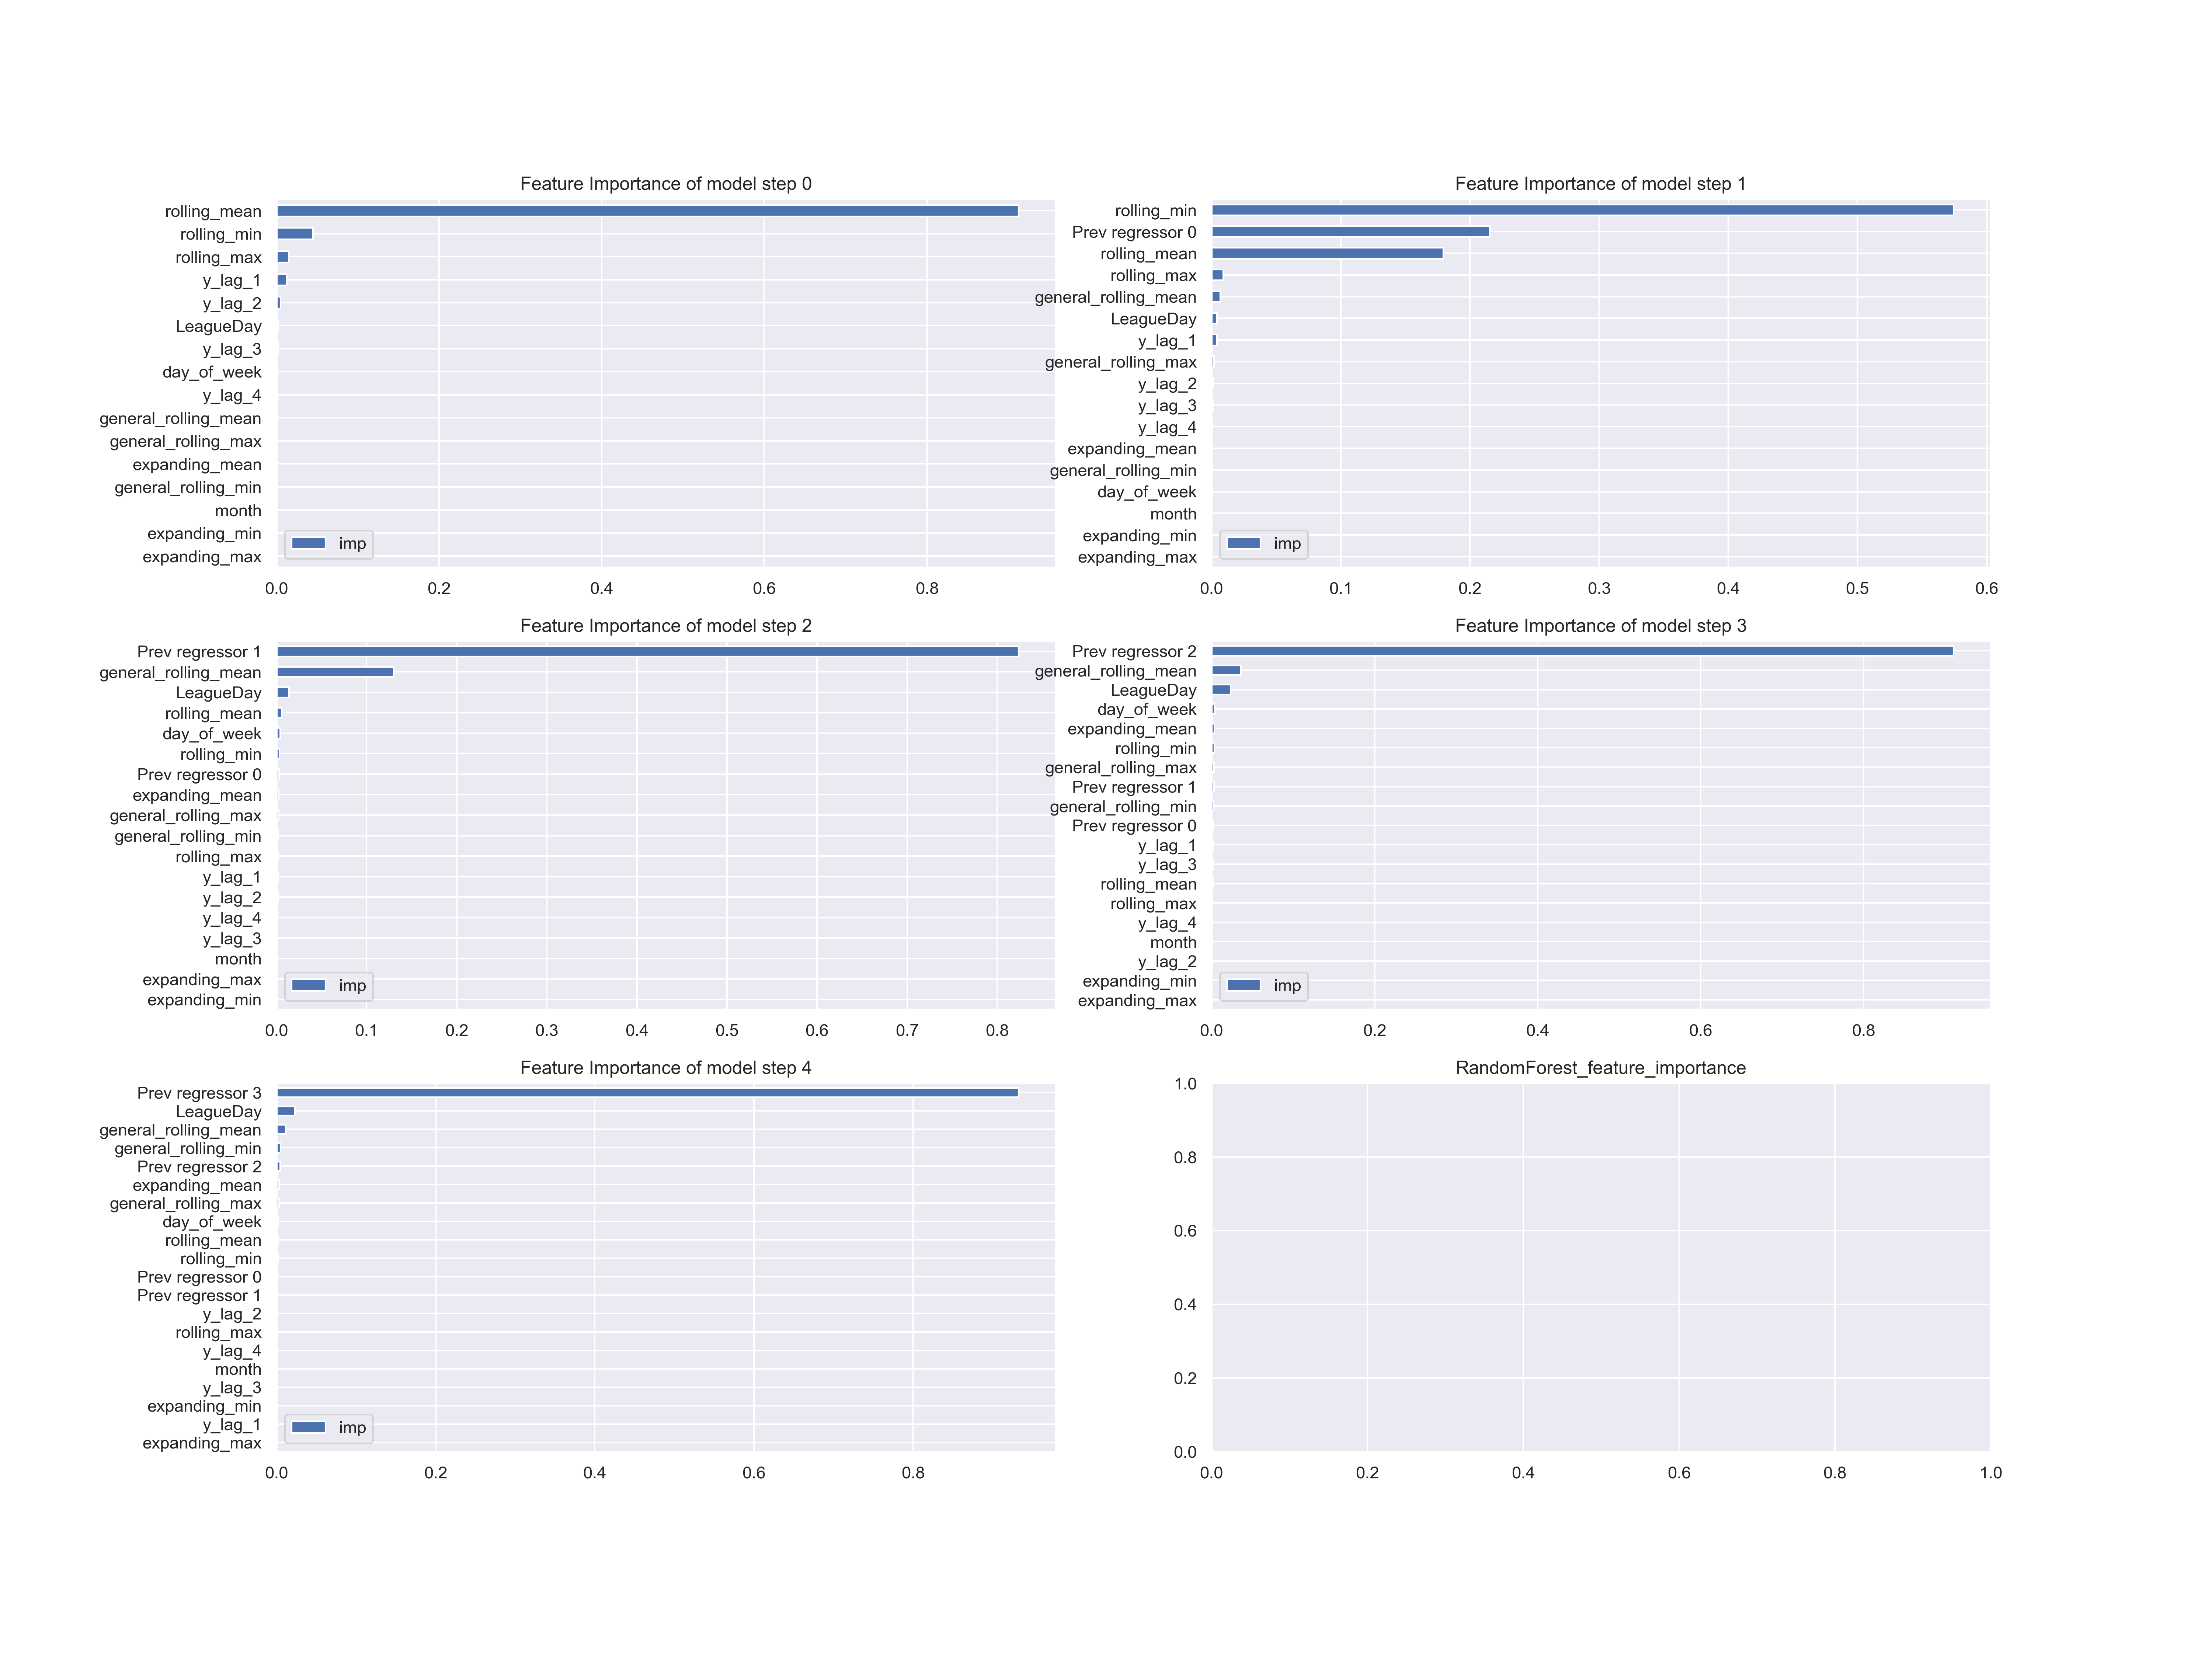 Feature Importance of model step 0
rolling_mean
rolling_min
rolling_max
y_lag_1
y_lag_2
LeagueDay
y_lag_3
day_of_week
y_lag_4
general_rolling_mean
general_rolling_max
expanding_mean
general_rolling_min
month
expanding_min
expanding_max
imp
0.0 0.2 0.4 0.6 0.8
Feature Importance of model step 1
rolling_min
Prev regressor 0
rolling_mean
rolling_max
general_rolling_mean
LeagueDay
y_lag_1
general_rolling_max
y_lag_2
y_lag_3
y_lag_4
expanding_mean
general_rolling_min
day_of_week
month
expanding_min
expanding_max
imp
0.0 0.1 0.2 0.3 0.4 0.5 0.6
Feature Importance of model step 2
Prev regressor 1
general_rolling_mean
LeagueDay
rolling_mean
day_of_week
rolling_min
Prev regressor 0
expanding_mean
general_rolling_max
general_rolling_min
rolling_max
y_lag_1
y_lag_2
y_lag_4
y_lag_3
month
expanding_max
expanding_min
imp
0.0 0.1 0.2 0.3 0.4 0.5 0.6 0.7 0.8
Feature Importance of model step 3
Prev regressor 2
general_rolling_mean
LeagueDay
day_of_week
expanding_mean
rolling_min
general_rolling_max
Prev regressor 1
general_rolling_min
Prev regressor 0
y_lag_1
y_lag_3
rolling_mean
rolling_max
y_lag_4
month
y_lag_2
expanding_min
expanding_max
imp
0.0 0.2 0.4 0.6 0.8
Feature Importance of model step 4
Prev regressor 3
LeagueDay
general_rolling_mean
general_rolling_min
Prev regressor 2
expanding_mean
general_rolling_max
day_of_week
rolling_mean
rolling_min
Prev regressor 0
Prev regressor 1
y_lag_2
rolling_max
y_lag_4
month
y_lag_3
expanding_min
y_lag_1
expanding_max
imp
0.0 0.2 0.4 0.6 0.8
RandomForest_feature_importance
1.0
0.8
0.6
0.4
0.2
0.0
0.0 0.2 0.4 0.6 0.8 1.0